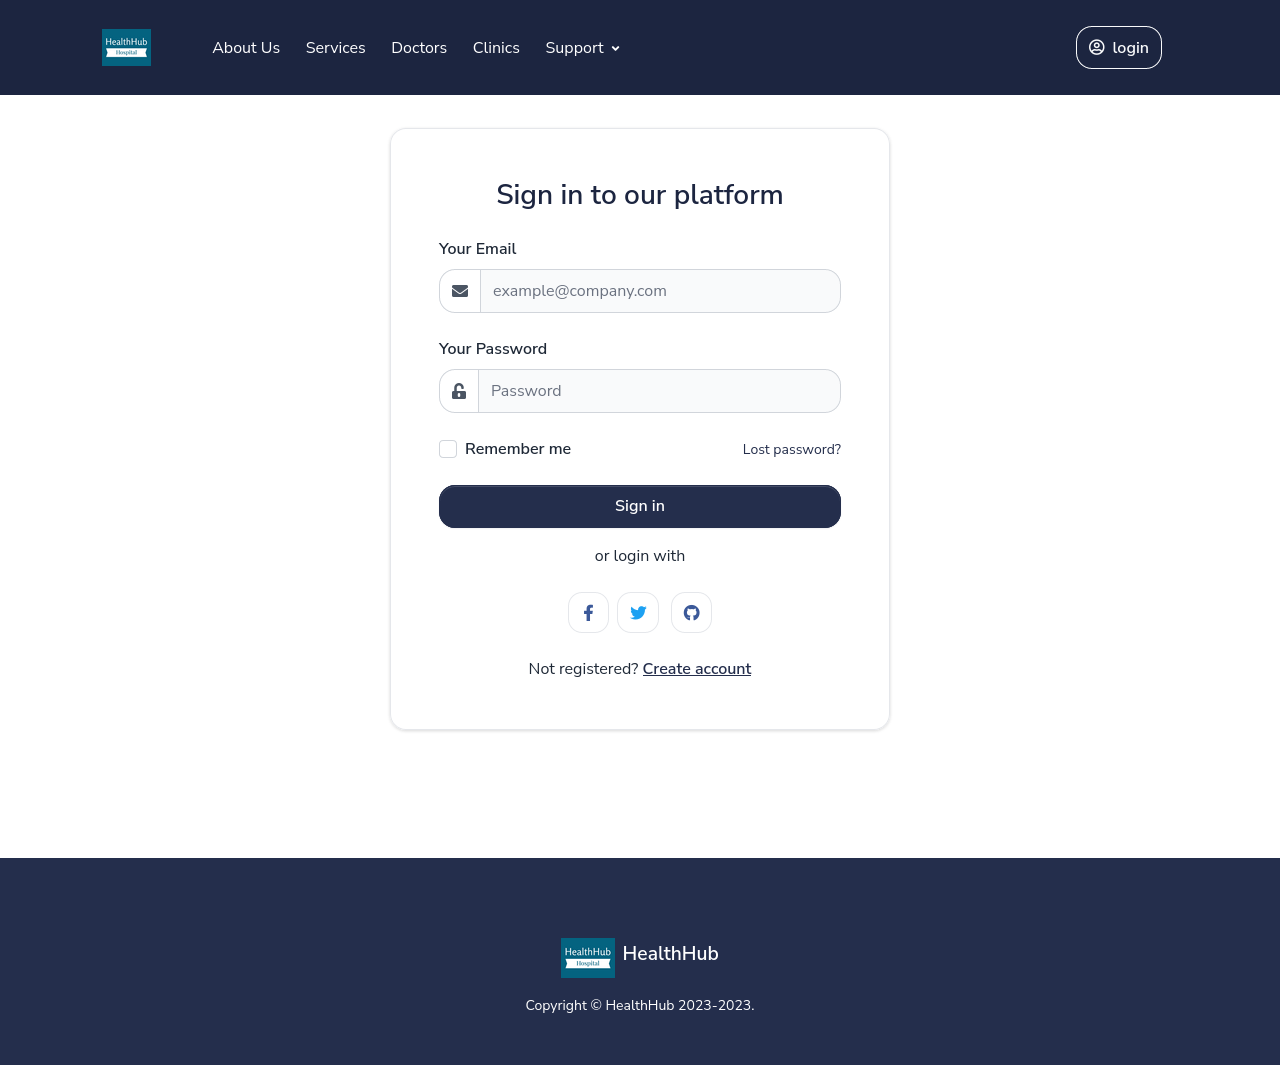 HealthHub
Hospital
About Us Services Doctors Clinics Support login
Sign in to our platform
Your Email
example@company.com
Your Password
Password
Remember me Lost password?
Sign in
or login with
Not registered? Create account
HealthHub
Hospital
HealthHub
Copyright © HealthHub 2023-2023.